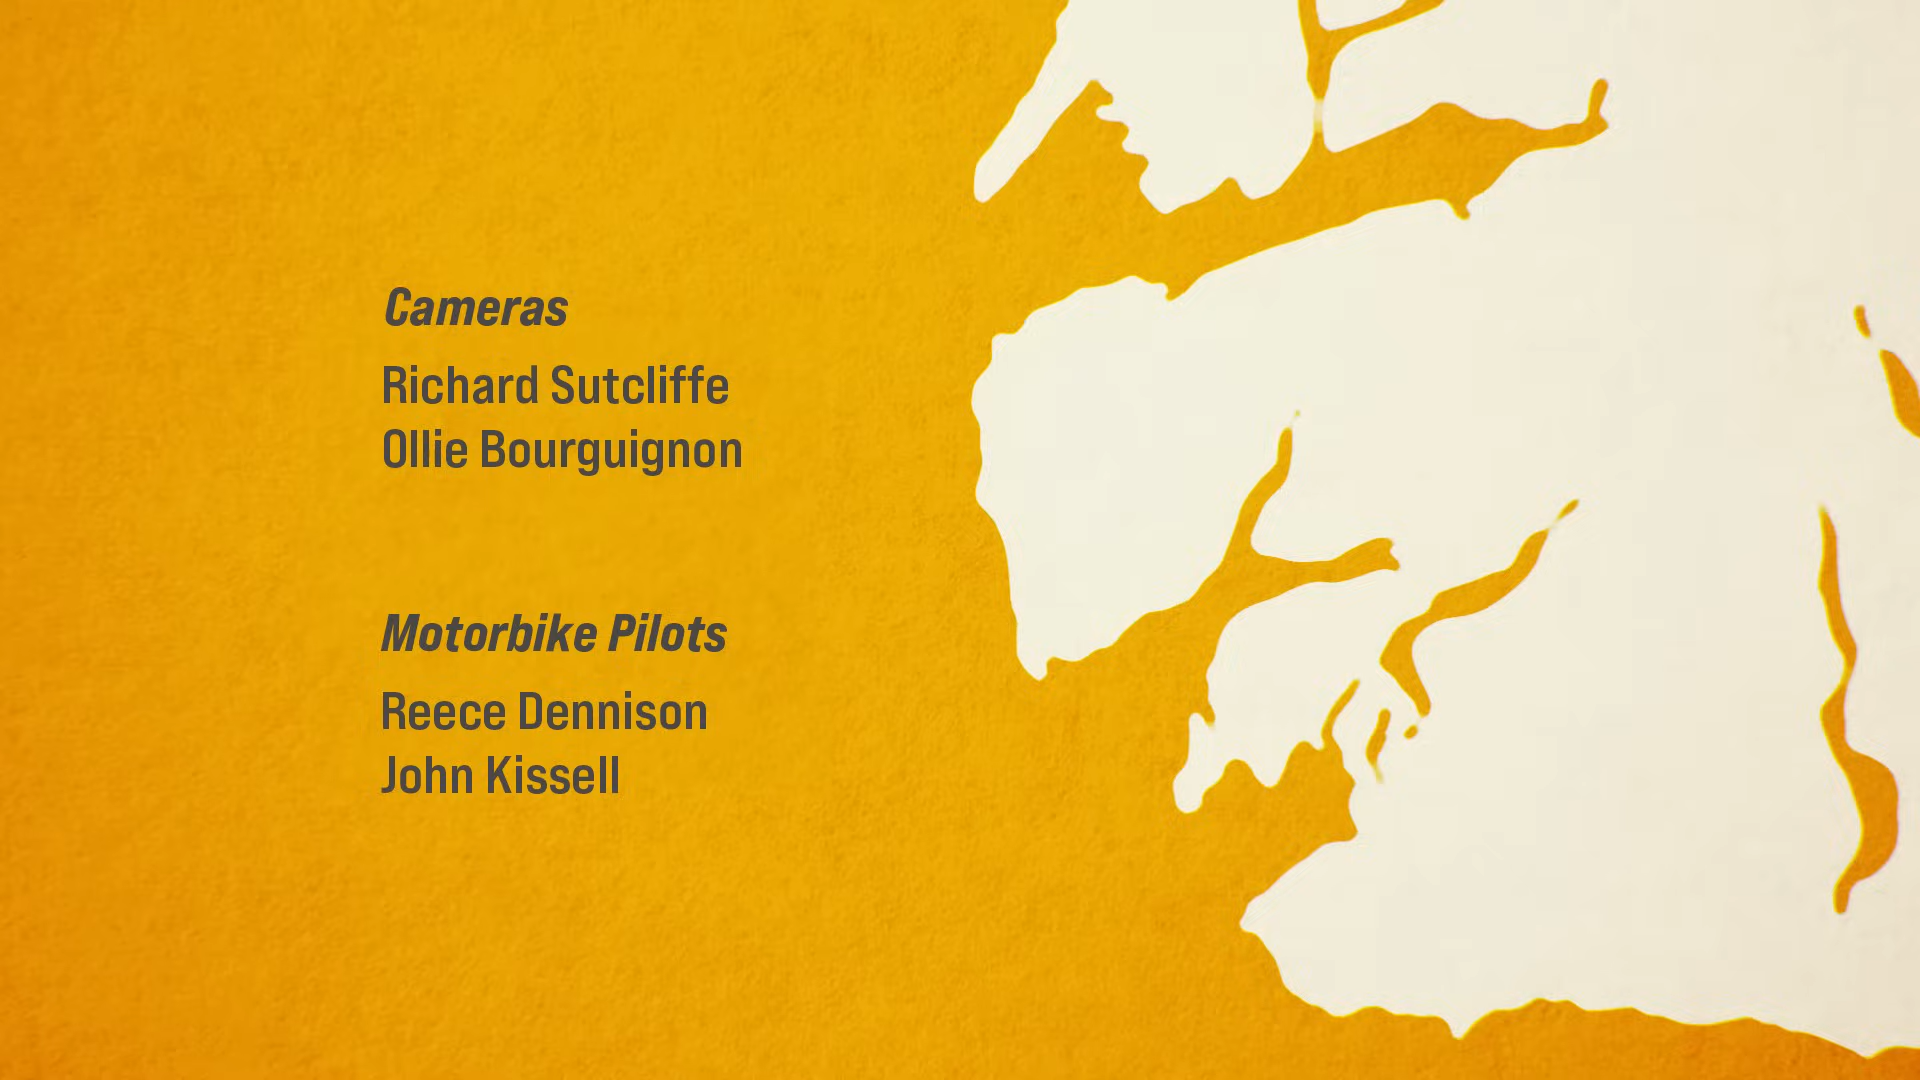 Cameras
Richard Sutcliffe
Ollie Bourguignon
Motorbike Pilots
Reece Dennison
John Kissell